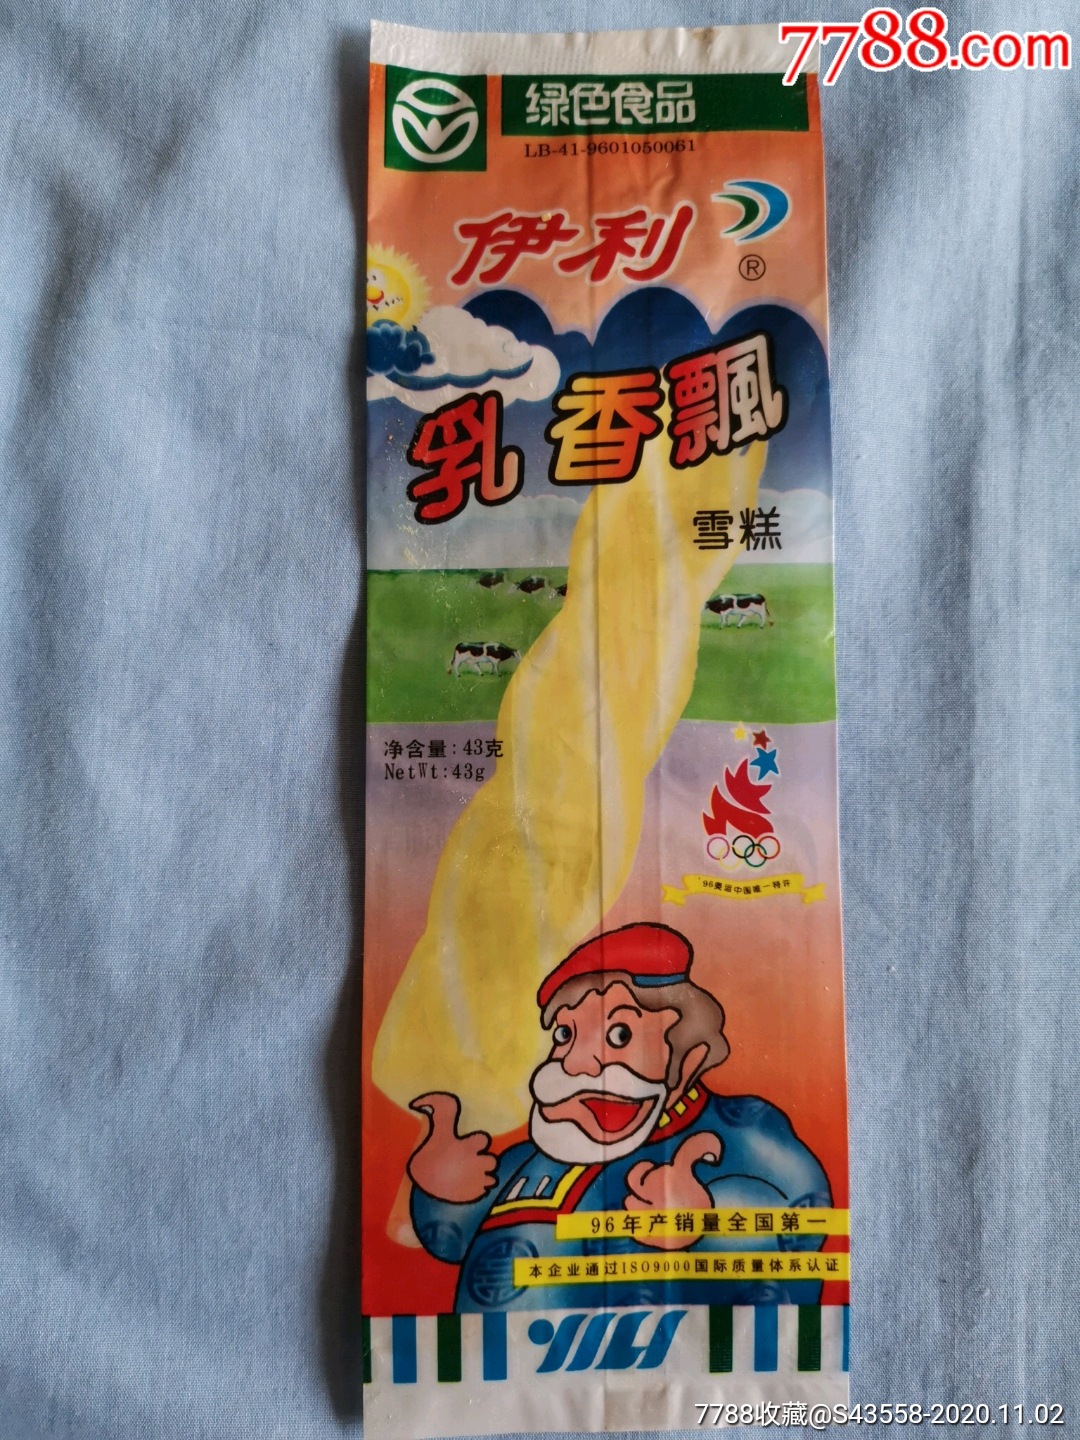 7788.com
绿色食品
LB-41-9601050061
伊利
®
乳香飘
雪糕
净含量:43克
NetWt:43g
'96奥运中国唯一特许
96年产销量全国第一
本企业通过ISO9000国际质量体系认证
7788收藏@S43558-2020.11.02